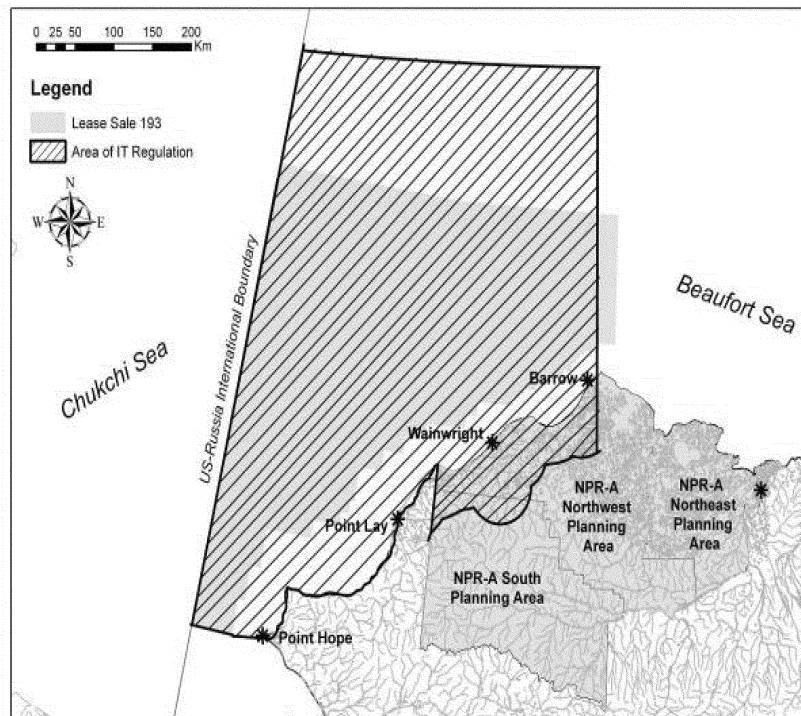 0 25 50 100 150 200
Km
Legend
Lease Sale 193
Area of IT Regulation
N
W E
S
US-Russia International Boundary
Chukchi Sea
Beaufort Sea
Barrow
Wainwright
Point Lay
NPR-A
Northwest
Planning
Area
NPR-A
Northeast
Planning
Area
NPR-A South
Planning Area
Point Hope